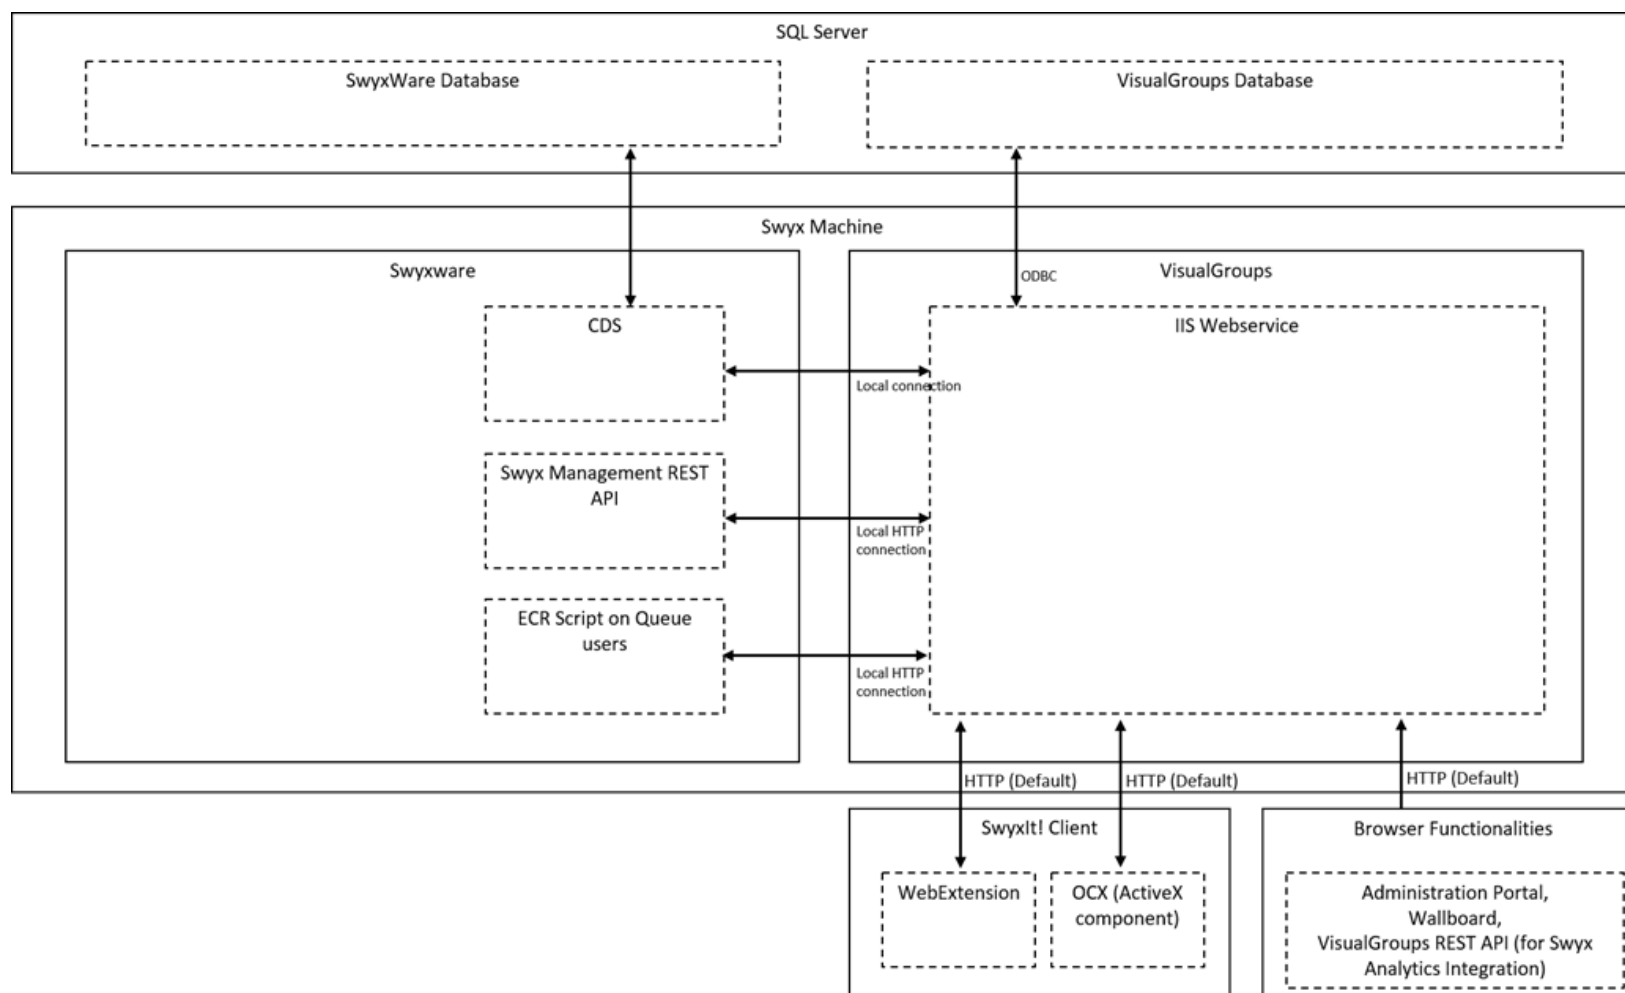 SQL Server
SwyxWare Database
VisualGroups Database
Swyx Machine
Swyxware
VisualGroups
ODBC
CDS
IIS Webservice
Local connection
Swyx Management REST
API
Local HTTP
connection
ECR Script on Queue
users
Local HTTP
connection
HTTP (Default)
HTTP (Default)
HTTP (Default)
SwyxIt! Client
Browser Functionalities
WebExtension
OCX (ActiveX
component)
Administration Portal,
Wallboard,
VisualGroups REST API (for Swyx
Analytics Integration)